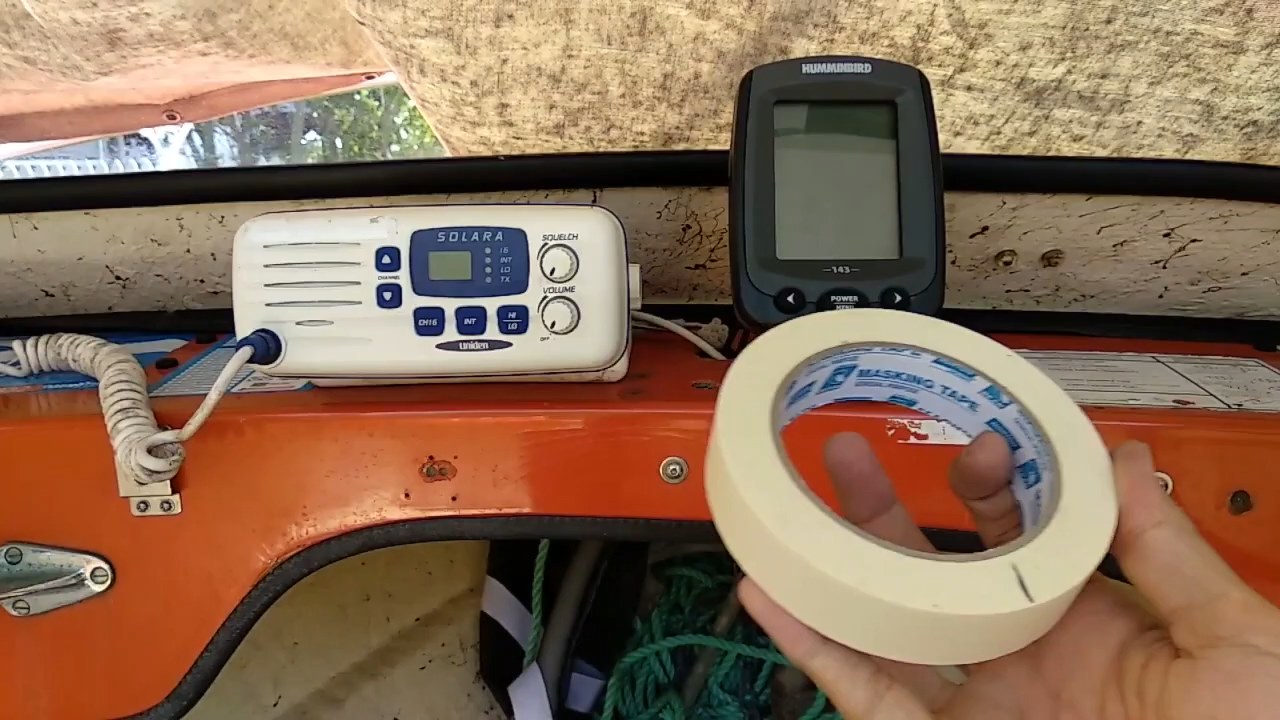 HUMMINBIRD
SOLARA
16
INT
LO
TX
SQUELCH
CHANNEL
VOLUME
CH16
INT
HI
LO
OFF
uniden
143
POWER
MENU
MASKING TAPE